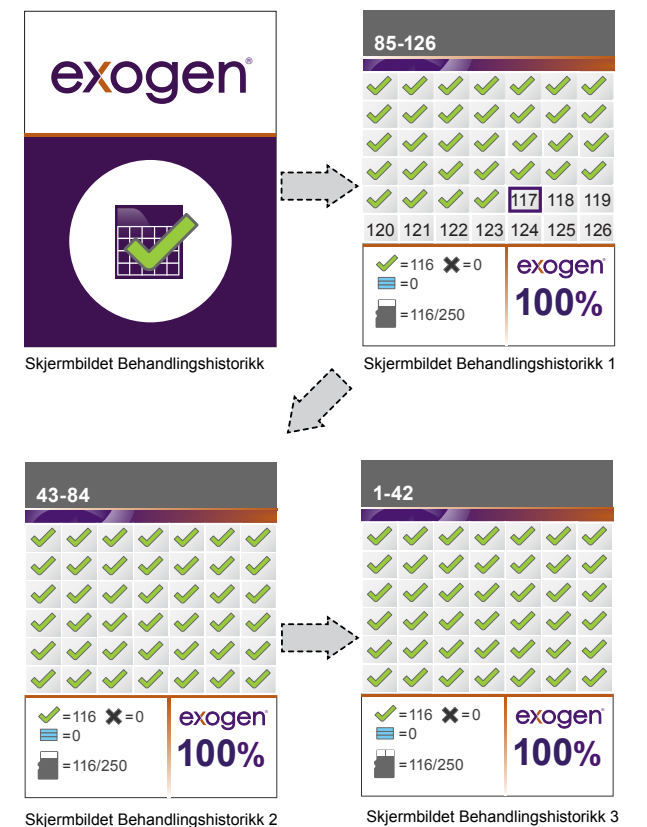 exogen®
85-126
117 118 119
120 121 122 123 124 125 126
=116 =0
=0
=116/250
exogen
100%
Skjermbildet Behandlingshistorikk
Skjermbildet Behandlingshistorikk 1
43-84
=116 =0
=0
=116/250
exogen
100%
1-42
=116 =0
=0
=116/250
exogen
100%
Skjermbildet Behandlingshistorikk 2
Skjermbildet Behandlingshistorikk 3